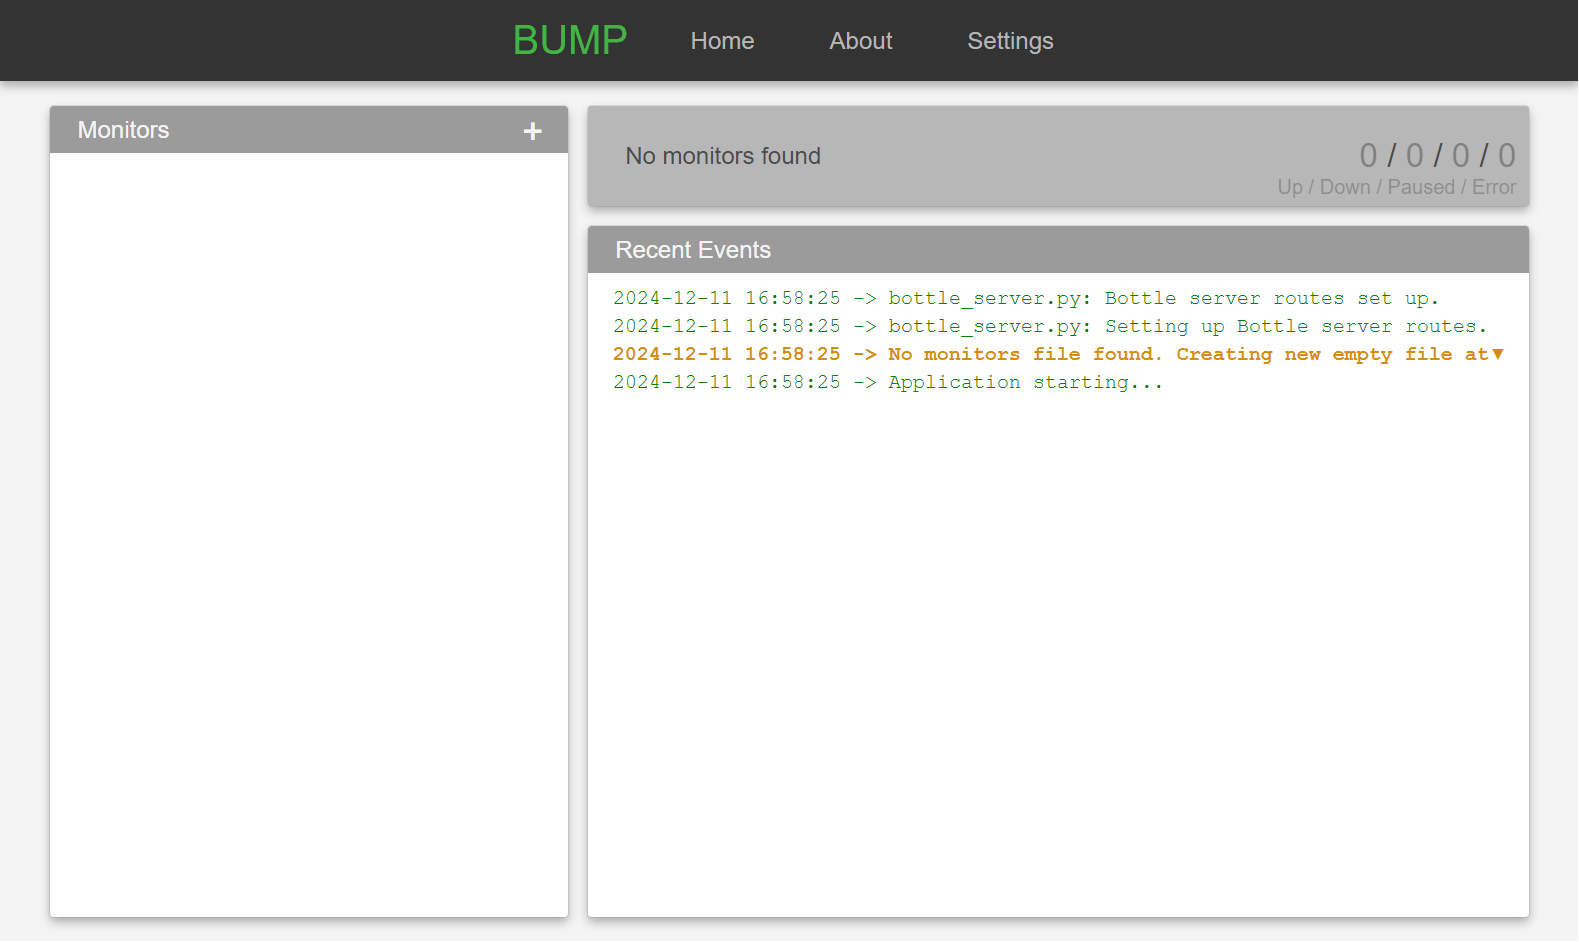 BUMP Home About Settings
Monitors +
No monitors found
0 / 0 / 0 / 0
Up / Down / Paused / Error
Recent Events
2024-12-11 16:58:25 -> bottle_server.py: Bottle server routes set up.
2024-12-11 16:58:25 -> bottle_server.py: Setting up Bottle server routes.
2024-12-11 16:58:25 -> No monitors file found. Creating new empty file at▼
2024-12-11 16:58:25 -> Application starting...